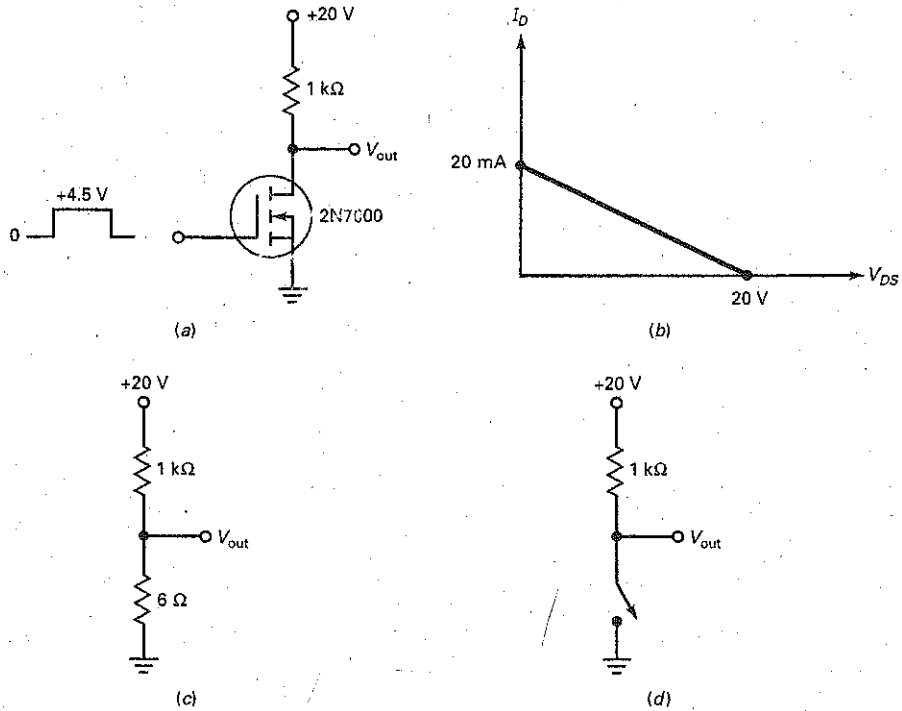 +20 V
1 kΩ
V_out
+4.5 V
0
2N7000
(a)
I_D
20 mA
V_DS
20 V
(b)
+20 V
1 kΩ
V_out
6 Ω
(c)
+20 V
1 kΩ
V_out
(d)